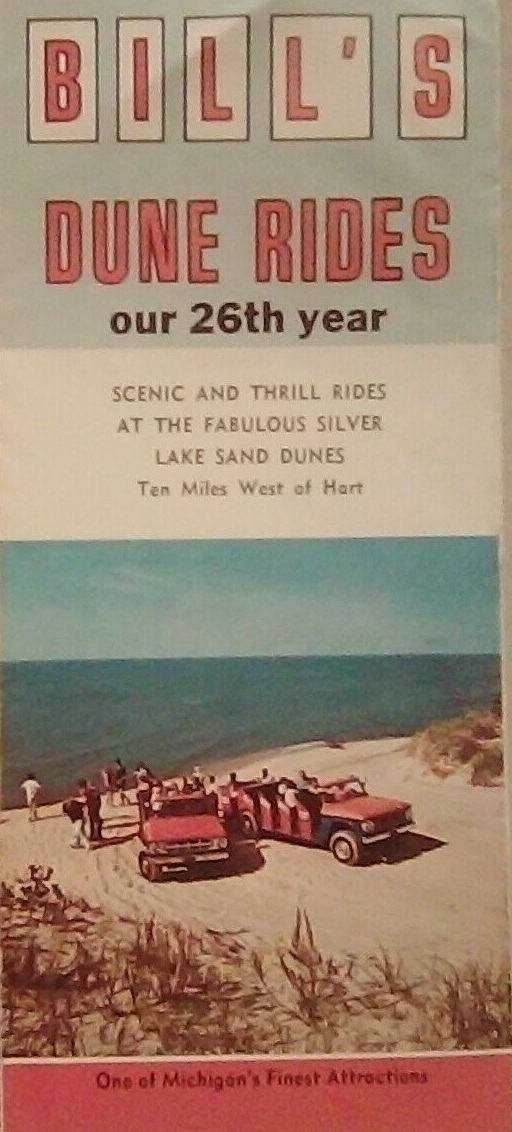 BILL'S
DUNE RIDES
our 26th year
SCENIC AND THRILL RIDES
AT THE FABULOUS SILVER
LAKE SAND DUNES
Ten Miles West of Hart
One of Michigan's Finest Attractions